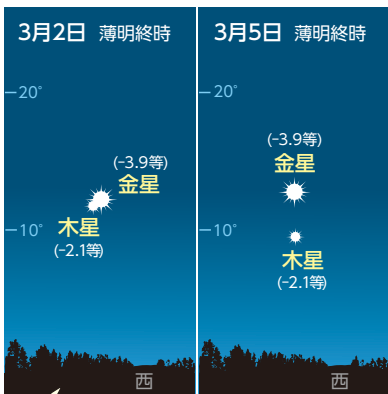 3月2日 薄明終時
20°
(-3.9等)
金星
木星
10°
(-2.1等)
西
3月5日 薄明終時
20°
(-3.9等)
金星
10°
木星
(-2.1等)
西